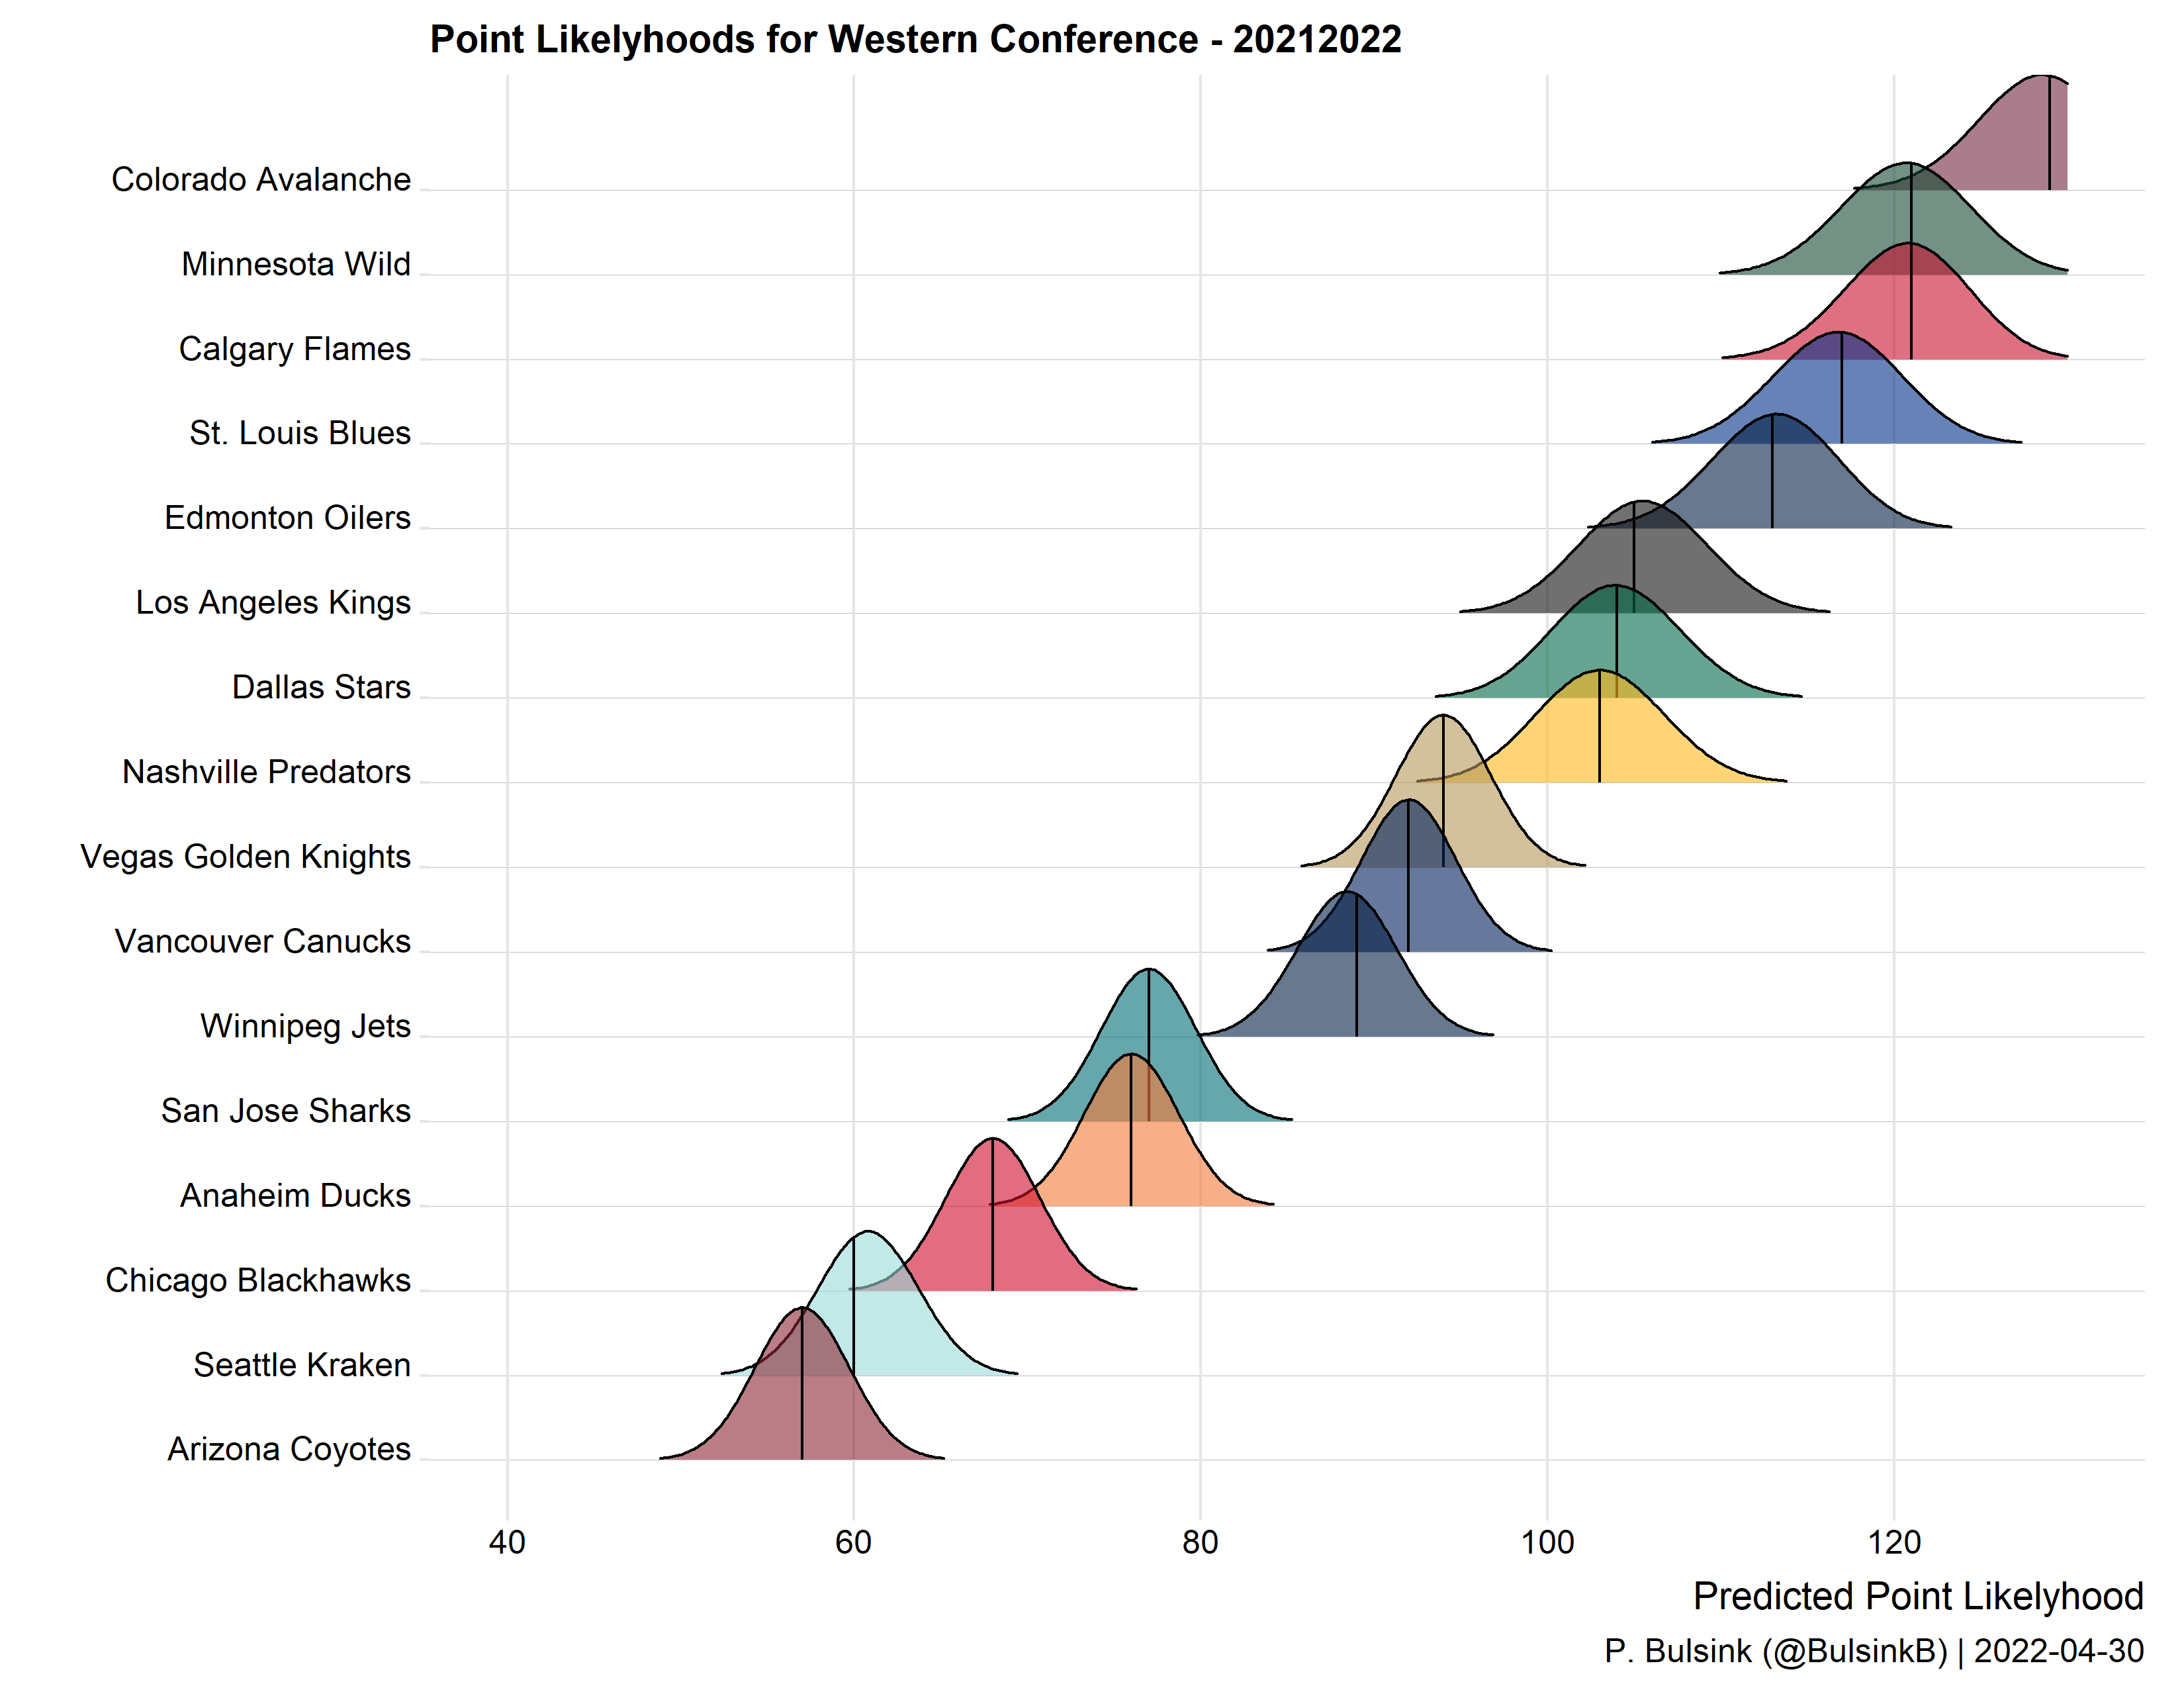 Point Likelyhoods for Western Conference - 20212022
Colorado Avalanche
Minnesota Wild
Calgary Flames
St. Louis Blues
Edmonton Oilers
Los Angeles Kings
Dallas Stars
Nashville Predators
Vegas Golden Knights
Vancouver Canucks
Winnipeg Jets
San Jose Sharks
Anaheim Ducks
Chicago Blackhawks
Seattle Kraken
Arizona Coyotes
40 60 80 100 120
Predicted Point Likelyhood
P. Bulsink (@BulsinkB) | 2022-04-30